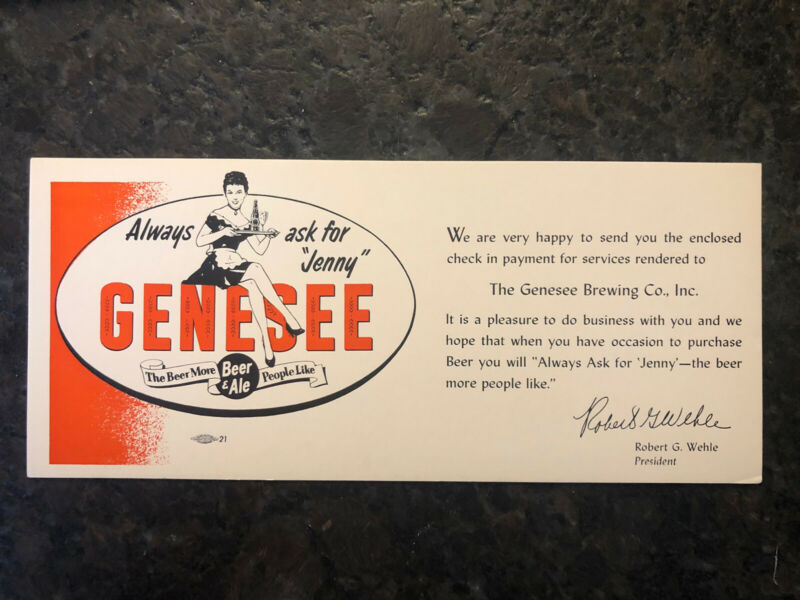 Always ask for
"Jenny"
GENESEE
The Beer More Beer & Ale People Like
21
We are very happy to send you the enclosed
check in payment for services rendered to
The Genesee Brewing Co., Inc.
It is a pleasure to do business with you and we
hope that when you have occasion to purchase
Beer you will "Always Ask for 'Jenny'—the beer
more people like."
Robert G Wehle
Robert G. Wehle
President